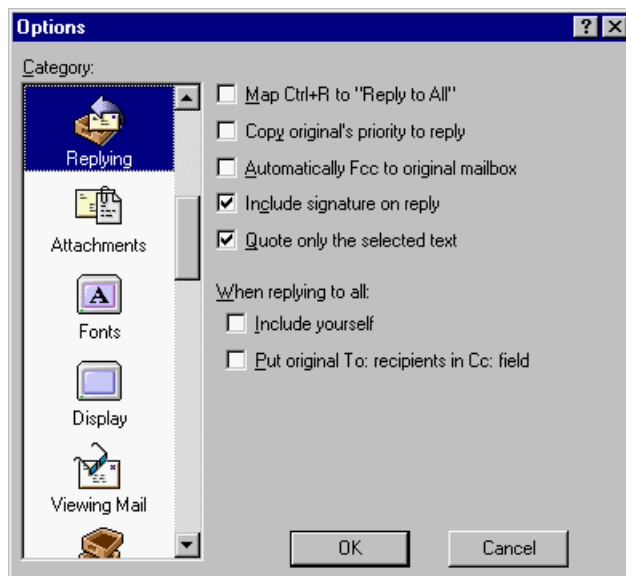 Options
Category:
Replying
Attachments
A
Fonts
Display
Viewing Mail
Map Ctrl+R to "Reply to All"
Copy original's priority to reply
Automatically Fcc to original mailbox
Include signature on reply
Quote only the selected text
When replying to all:
Include yourself
Put original To: recipients in Cc: field
OK
Cancel